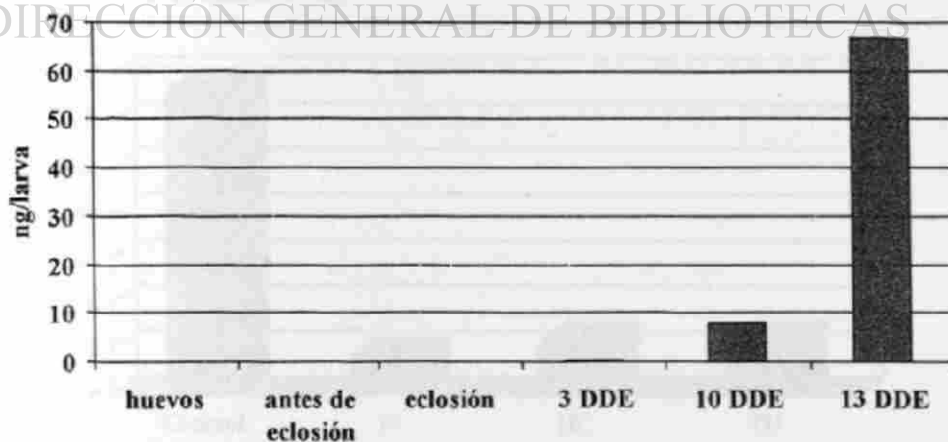 DIRECCIÓN GENERAL DE BIBLIOTECAS
70
60
50
40
30
20
10
0
ng/larva
huevos antes de eclosión eclosión 3 DDE 10 DDE 13 DDE